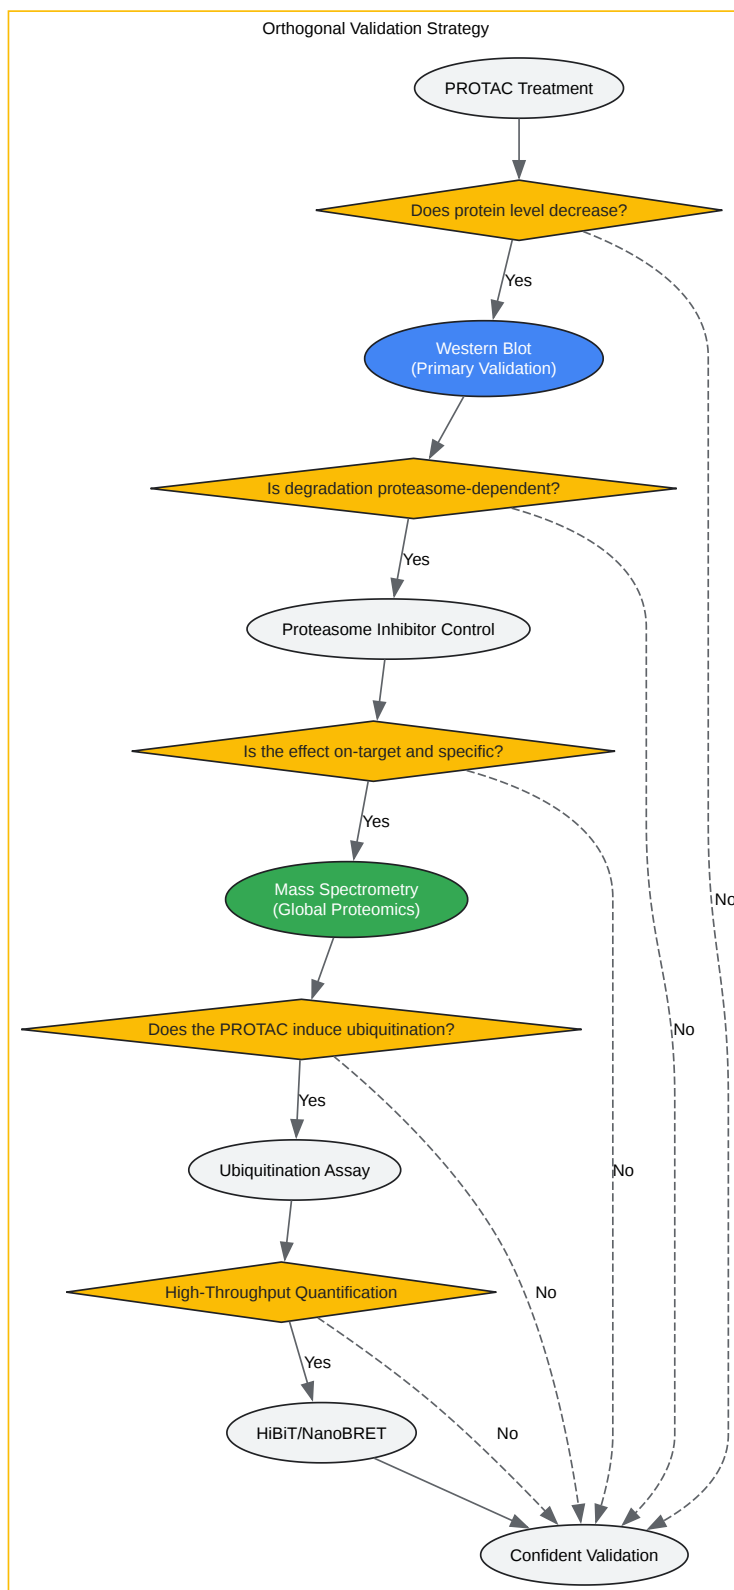 Orthogonal Validation Strategy
PROTAC Treatment
Does protein level decrease?
Yes
Western Blot
(Primary Validation)
Is degradation proteasome-dependent?
Yes
Proteasome Inhibitor Control
Is the effect on-target and specific?
Yes
Mass Spectrometry
(Global Proteomics)
No
Does the PROTAC induce ubiquitination?
No
Yes
Ubiquitination Assay
No
High-Throughput Quantification
No
Yes
HiBiT/NanoBRET
No
Confident Validation